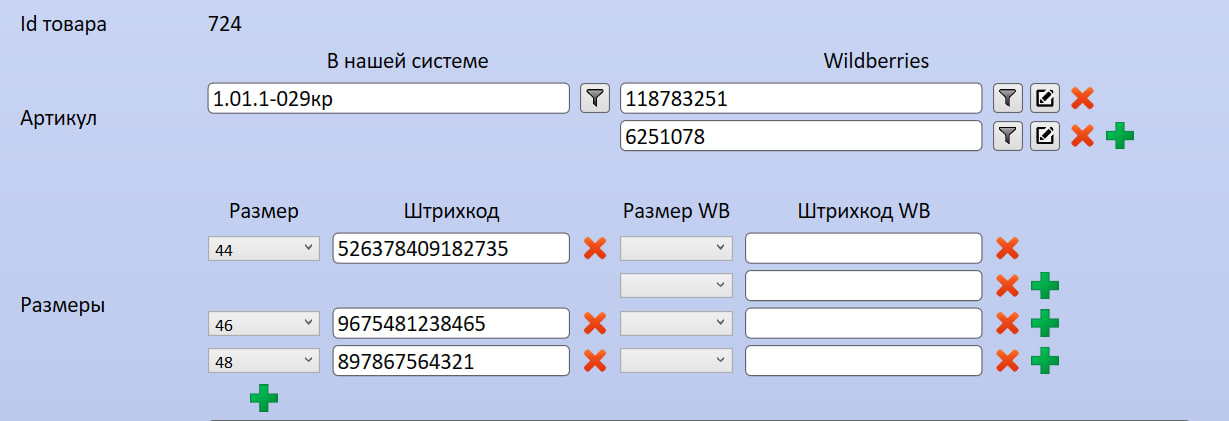 Id товара 724
В нашей системе Wildberries
Артикул
1.01.1-029кр 118783251
6251078
Размер Штрихкод Размер WB Штрихкод WB
44 526378409182735
Размеры
46 9675481238465
48 897867564321